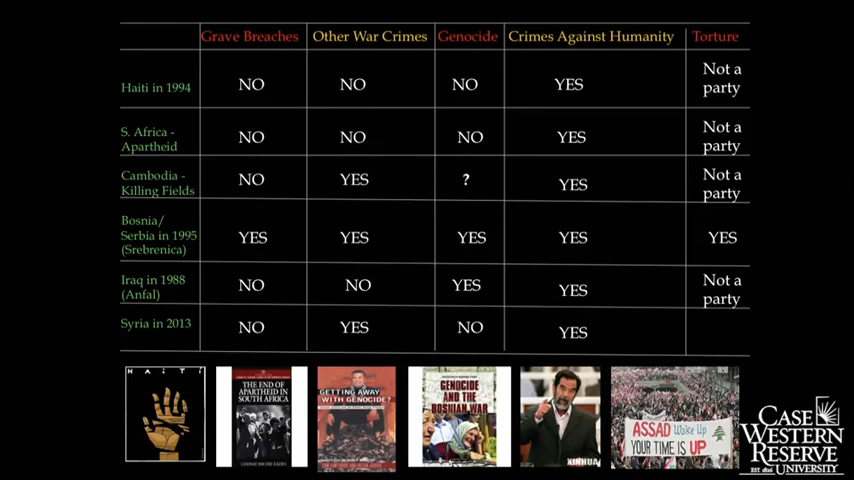 Grave Breaches Other War Crimes Genocide Crimes Against Humanity Torture
Haiti in 1994 NO NO NO YES Not a party
S. Africa - Apartheid NO NO NO YES Not a party
Cambodia - Killing Fields NO YES ? YES Not a party
Bosnia/ Serbia in 1995 (Srebrenica) YES YES YES YES YES
Iraq in 1988 (Anfal) NO NO YES YES Not a party
Syria in 2013 NO YES NO YES
HAITI
THE END OF
APARTHEID IN
SOUTH AFRICA
GETTING AWAY
WITH GENOCIDE?
GENOCIDE
AND THE
BOSNIAN WAR
XINHUA
ASSAD Wake Up
YOUR TIME IS UP
CASE
WESTERN
RESERVE
EST 1826 UNIVERSITY